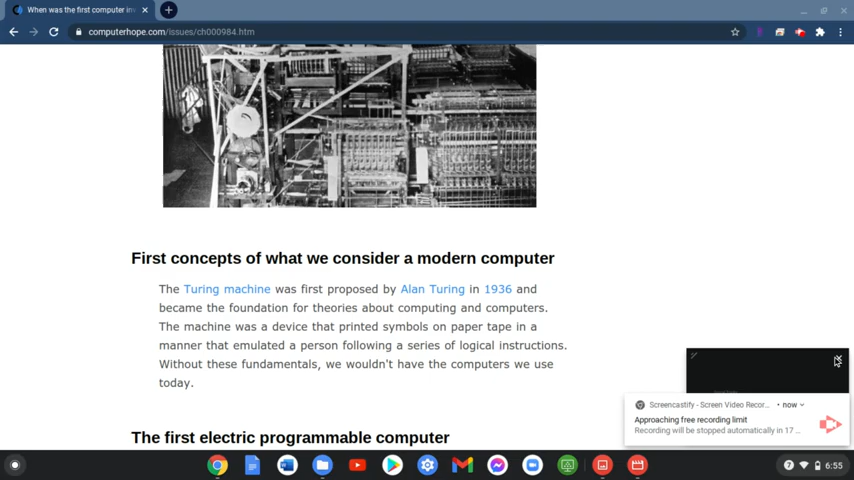 When was the first computer inv
computerhope.com/issues/ch000984.htm
First concepts of what we consider a modern computer
The Turing machine was first proposed by Alan Turing in 1936 and
became the foundation for theories about computing and computers.
The machine was a device that printed symbols on paper tape in a
manner that emulated a person following a series of logical instructions.
Without these fundamentals, we wouldn't have the computers we use
today.
The first electric programmable computer
Screencastify - Screen Video Recor... • now
Approaching free recording limit
Recording will be stopped automatically in 17 ...
7
6:55